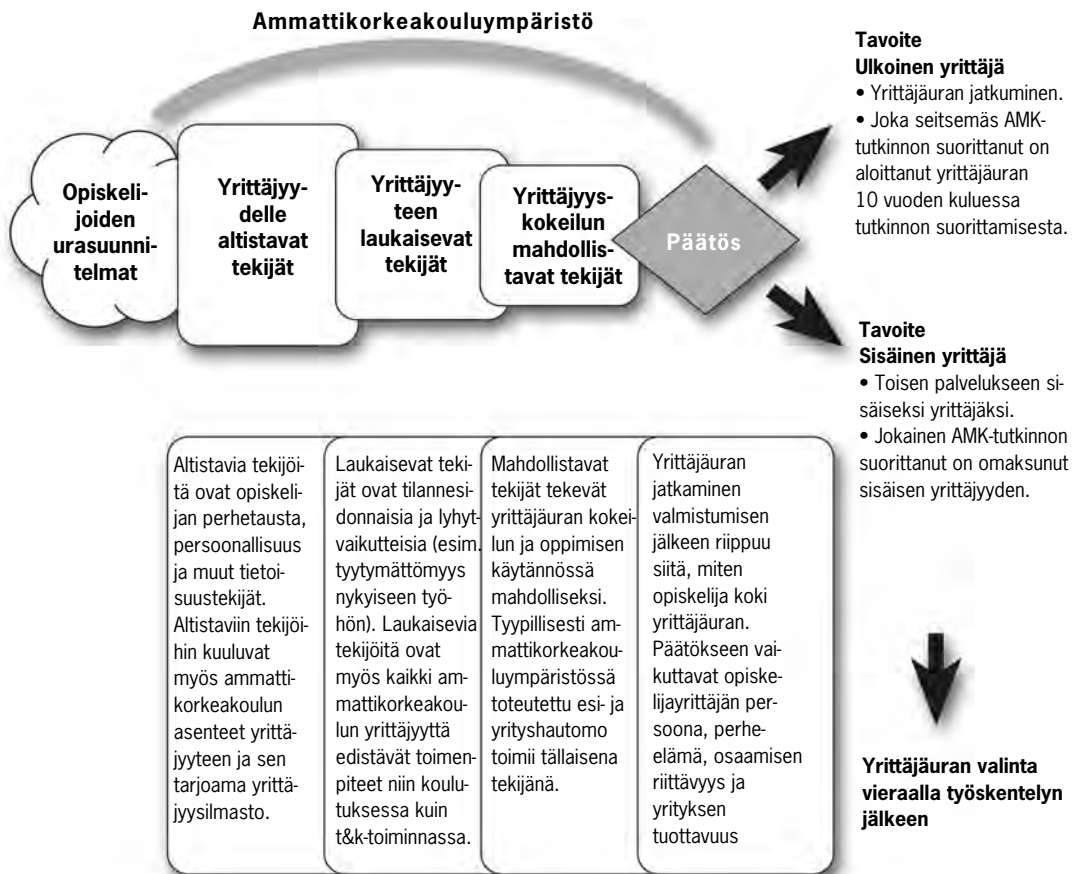 Ammattikorkeakouluympäristö
Opiskeli-
joiden
urasuunni-
telmat
Yrittäjyy-
delle
altistavat
tekijät
Yrittäjyy-
teen
laukaisevat
tekijät
Yrittäjyys-
kokeilun
mahdollis-
tavat tekijät
Päätös
Tavoite
Ulkoinen yrittäjä
• Yrittäjäuran jatkuminen.
• Joka seitsemäs AMK-
tutkinnon suorittanut on
aloittanut yrittäjäuran
10 vuoden kuluessa
tutkinnon suorittamisesta.
Tavoite
Sisäinen yrittäjä
• Toisen palvelukseen si-
säiseksi yrittäjäksi.
• Jokainen AMK-tutkinnon
suorittanut on omaksunut
sisäisen yrittäjyyden.
Altistavia tekijöi-
tä ovat opiskeli-
jan perhetausta,
persoonallisuus
ja muut tietoi-
suustekijät.
Altistaviin tekijöi-
hin kuuluvat
myös ammatti-
korkeakoulun
asenteet yrittä-
jyyteen ja sen
tarjoama yrittä-
jyysilmasto.
Laukaisevat teki-
jät ovat tilannesi-
donnaisia ja lyhyt-
vaikutteisia (esim.
tyytymättömyys
nykyiseen työ-
hön). Laukaisevia
tekijöitä ovat
myös kaikki am-
mattikorkeakou-
lun yrittäjyyttä
edistävät toimen-
piteet niin koulu-
tuksessa kuin
t&k-toiminnassa.
Mahdollistavat
tekijät tekevät
yrittäjäuran kokei-
lun ja oppimisen
käytännössä
mahdolliseksi.
Tyypillisesti am-
mattikorkeakou-
luympäristössä
toteutettu esi- ja
yrityshautomo
toimii tällaisena
tekijänä.
Yrittäjäuran
jatkaminen
valmistumisen
jälkeen riippuu
siitä, miten
opiskelija koki
yrittäjäuran.
Päätökseen vai-
kuttavat opiske-
lijayrittäjän per-
soona, perhe-
elämä, osaamisen
riittävyys ja
yrityksen
tuottavuus
Yrittäjäuran valinta
vieraalla työskentelyn
jälkeen